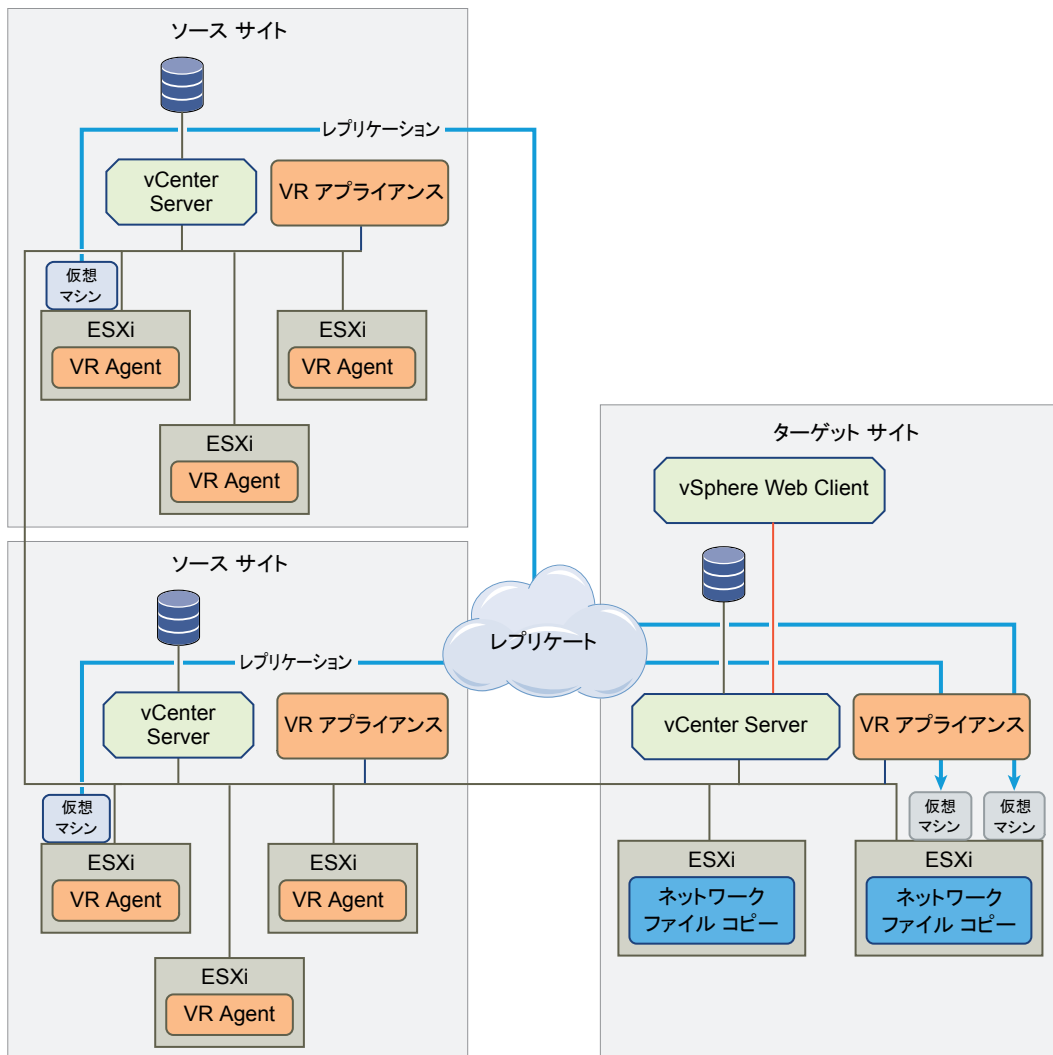 ソース サイト
レプリケーション
vCenter
Server
VR アプライアンス
仮想
マシン
ESXi
VR Agent
ESXi
VR Agent
ESXi
VR Agent
ソース サイト
レプリケーション
vCenter
Server
VR アプライアンス
仮想
マシン
ESXi
VR Agent
ESXi
VR Agent
ESXi
VR Agent
レプリケート
ターゲット サイト
vSphere Web Client
vCenter Server
VR アプライアンス
仮想
マシン
仮想
マシン
ESXi
ネットワーク
ファイル コピー
ESXi
ネットワーク
ファイル コピー